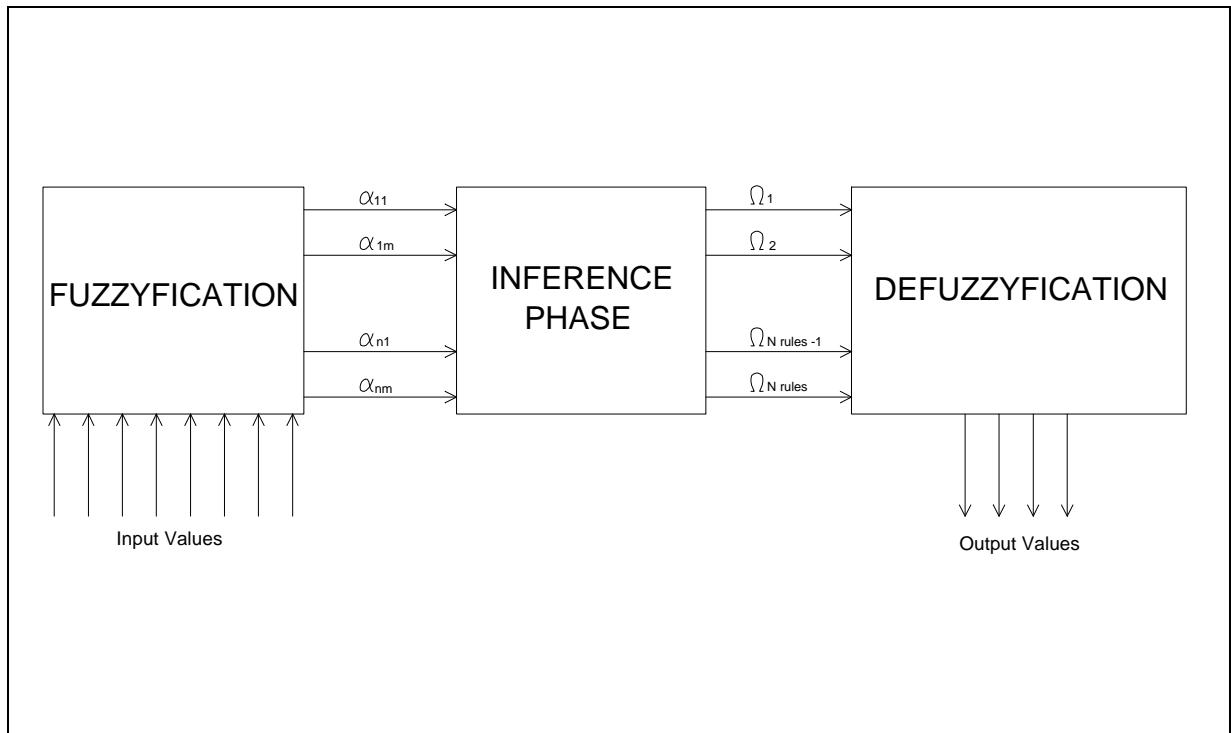 FUZZYFICATION
α11
α1m
αn1
αnm
INFERENCE
PHASE
Ω1
Ω2
ΩN rules -1
ΩN rules
DEFUZZYFICATION
Input Values
Output Values